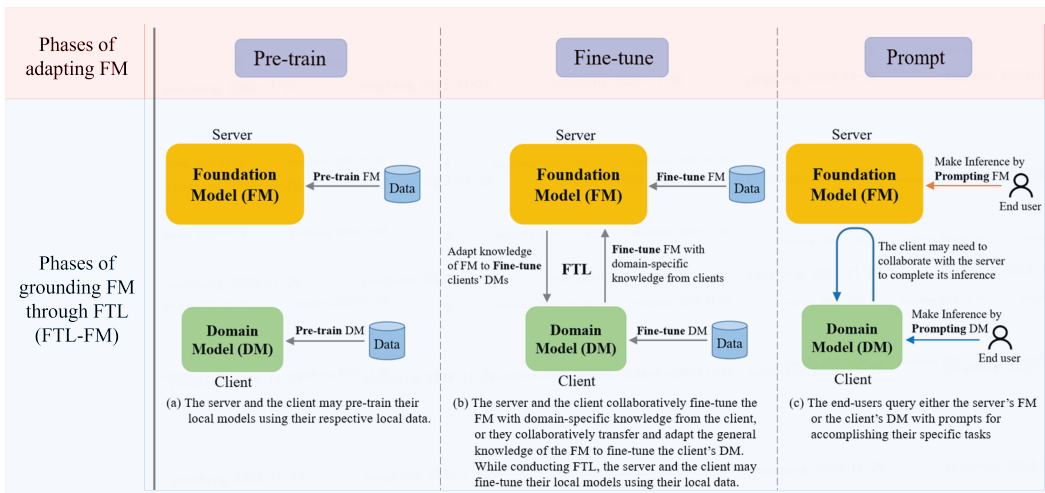 Phases of
adapting FM
Pre-train
Fine-tune
Prompt
Phases of
grounding FM
through FTL
(FTL-FM)
Server
Foundation
Model (FM)
Pre-train FM
Data
Domain
Model (DM)
Pre-train DM
Data
Client
(a) The server and the client may pre-train their
local models using their respective local data.
Server
Foundation
Model (FM)
Fine-tune FM
Data
Adapt knowledge
of FM to Fine-tune
clients' DMs
FTL
Fine-tune FM with
domain-specific
knowledge from clients
Domain
Model (DM)
Fine-tune DM
Data
Client
(b) The server and the client collaboratively fine-tune the
FM with domain-specific knowledge from the client,
or they collaboratively transfer and adapt the general
knowledge of the FM to fine-tune the client's DM.
While conducting FTL, the server and the client may
fine-tune their local models using their local data.
Server
Foundation
Model (FM)
Make Inference by
Prompting FM
End user
The client may need to
collaborate with the server
to complete its inference
Domain
Model (DM)
Make Inference by
Prompting DM
End user
Client
(c) The end-users query either the server's FM
or the client's DM with prompts for
accomplishing their specific tasks